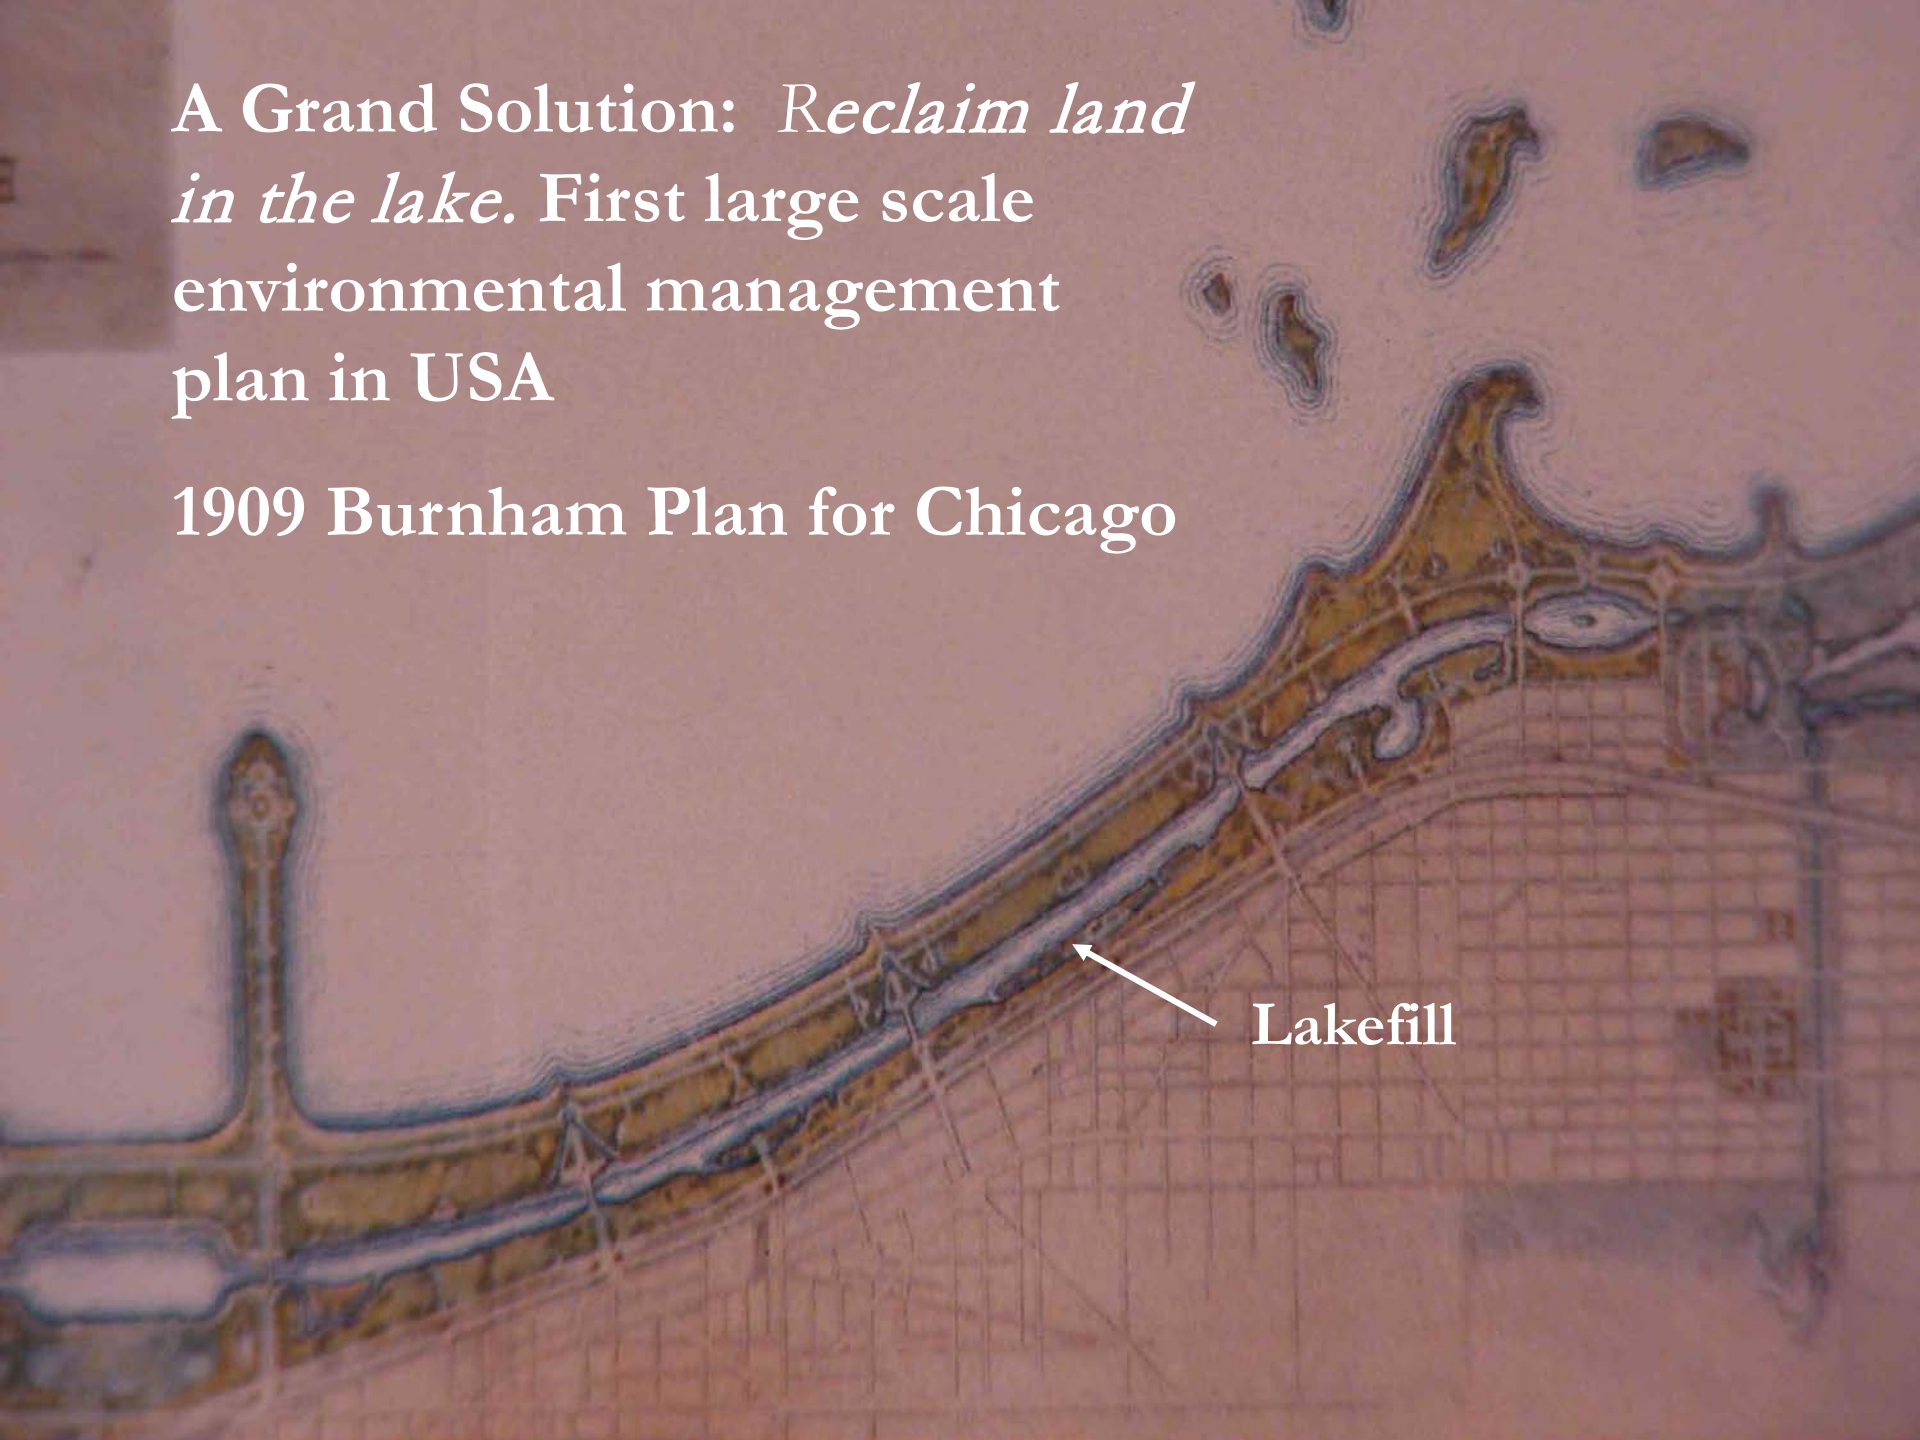 A Grand Solution: Reclaim land
in the lake. First large scale
environmental management
plan in USA
1909 Burnham Plan for Chicago
Lakefill